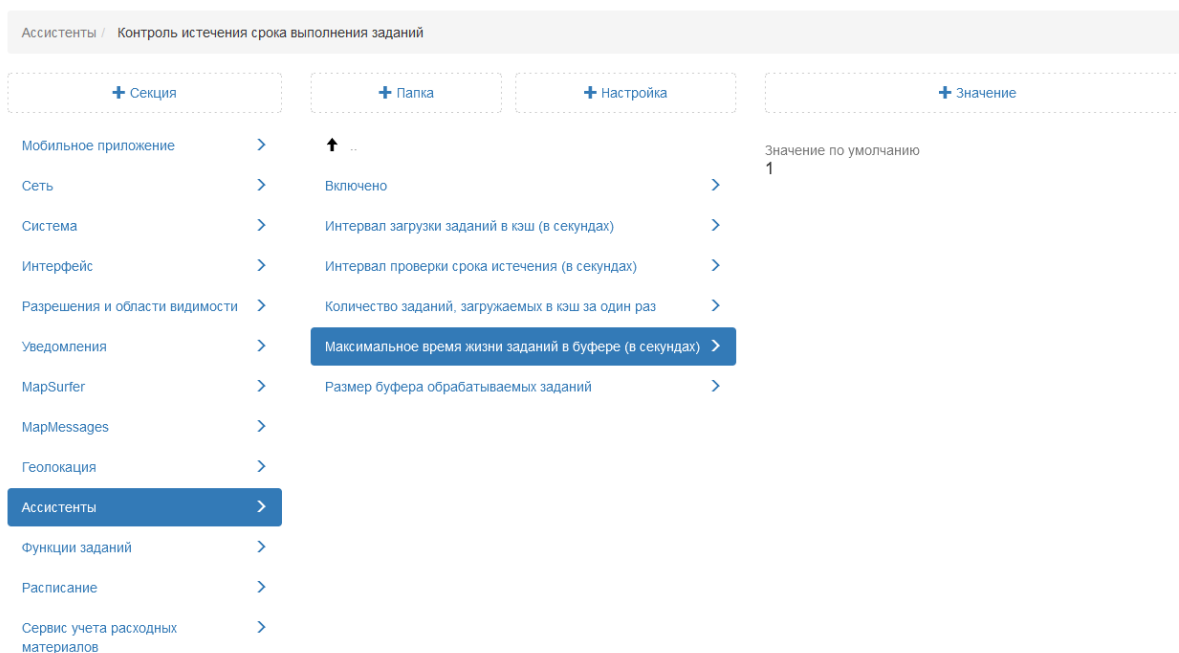 Ассистенты / Контроль истечения срока выполнения заданий
+ Секция
+ Папка
+ Настройка
+ Значение
Мобильное приложение
Сеть
Система
Интерфейс
Разрешения и области видимости
Уведомления
MapSurfer
MapMessages
Геолокация
Ассистенты
Функции заданий
Расписание
Сервис учета расходных
материалов
..
Включено
Интервал загрузки заданий в кэш (в секундах)
Интервал проверки срока истечения (в секундах)
Количество заданий, загружаемых в кэш за один раз
Максимальное время жизни заданий в буфере (в секундах)
Размер буфера обрабатываемых заданий
Значение по умолчанию
1